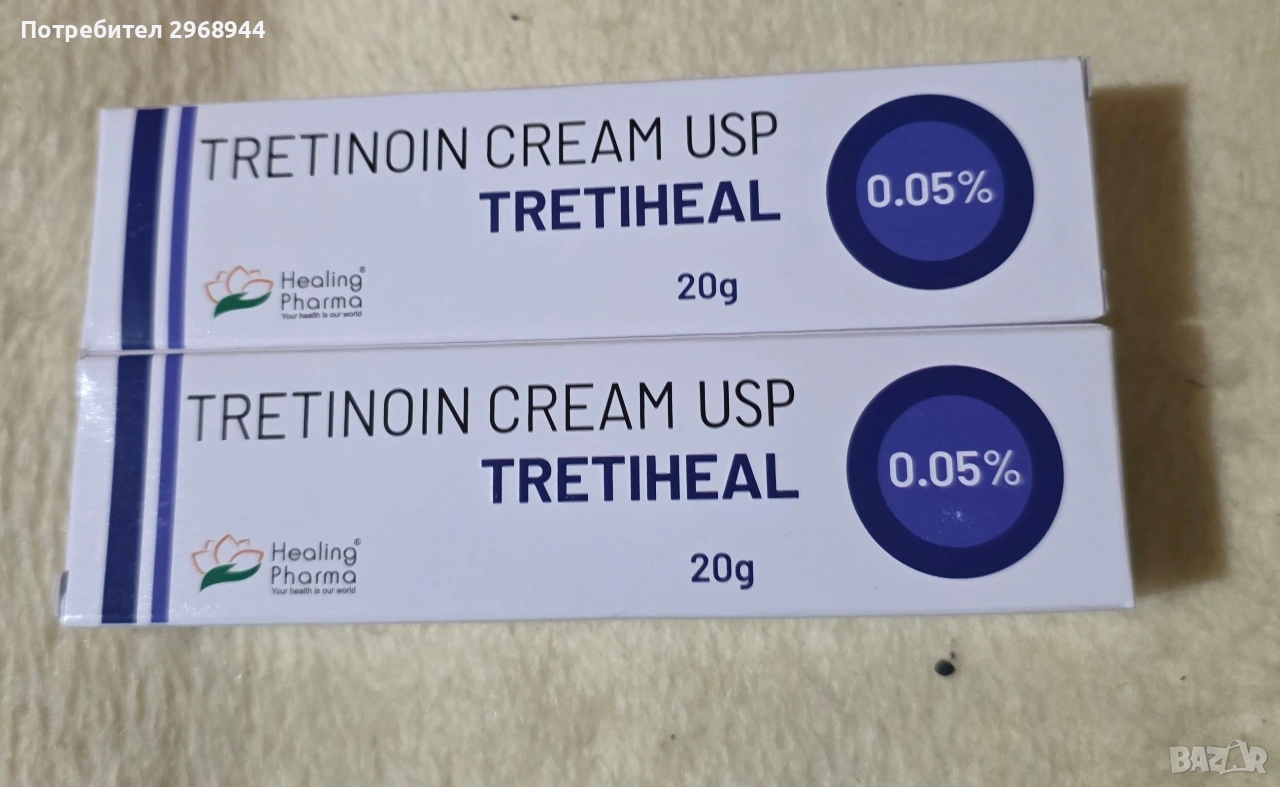 Потребител 2968944
TRETINOIN CREAM USP
TRETIHEAL
0.05%
20g
Healing®
Pharma
Your health is our world
TRETINOIN CREAM USP
TRETIHEAL
0.05%
20g
Healing®
Pharma
Your health is our world
BAZAR